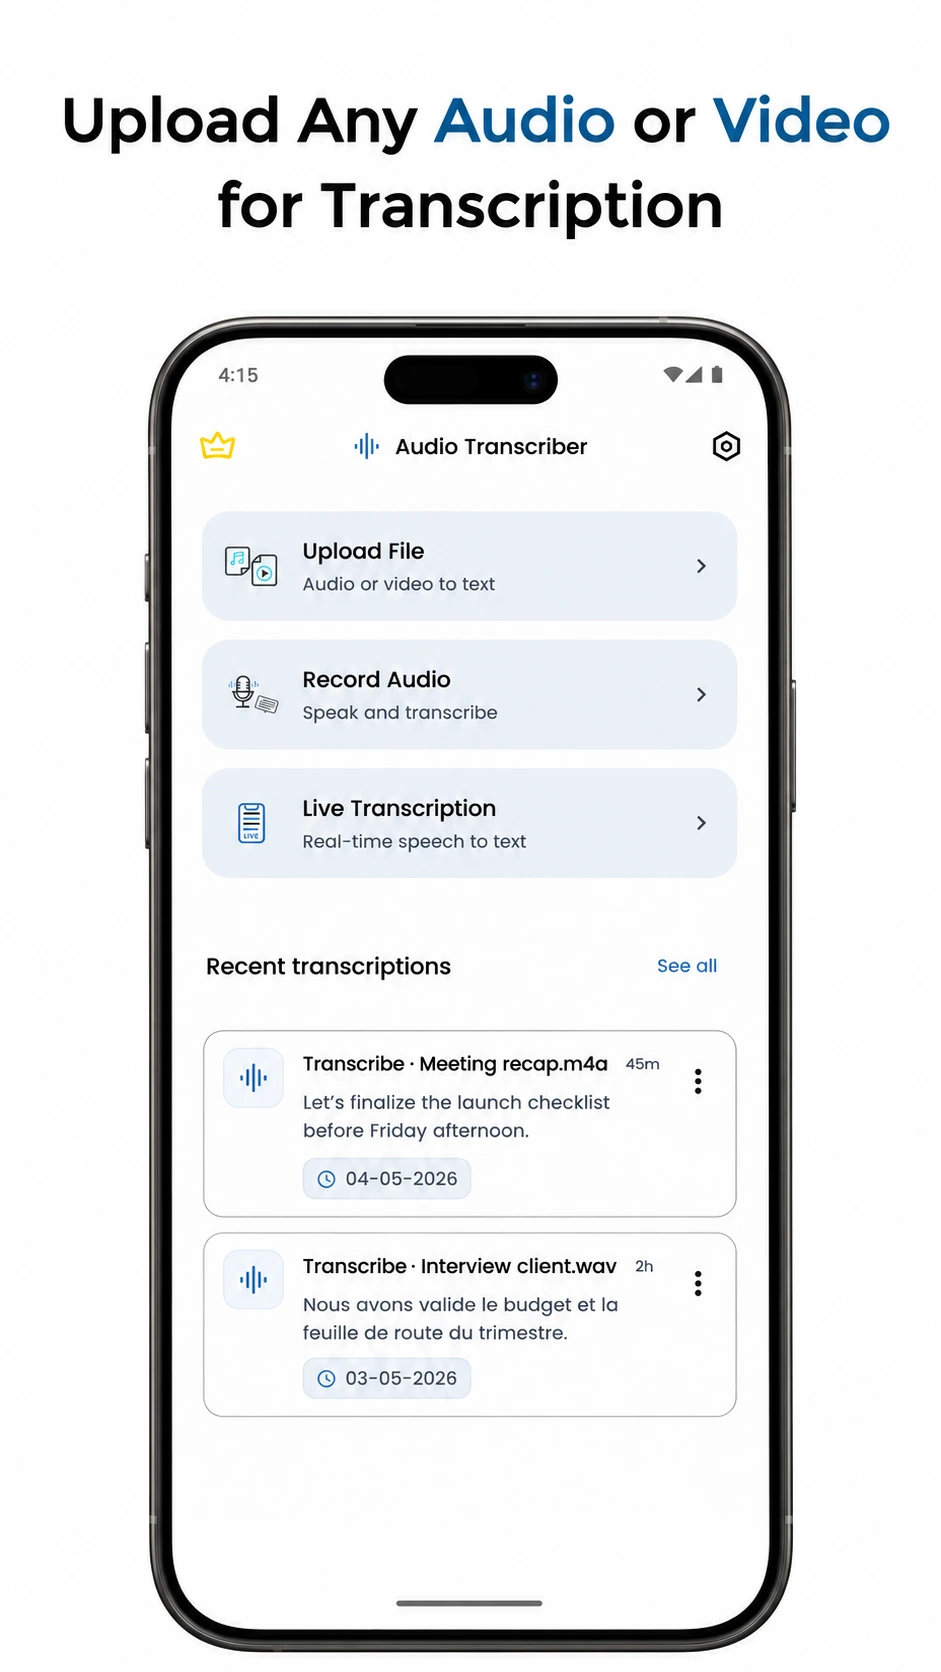 Upload Any Audio or Video
for Transcription
4:15
Audio Transcriber
Upload File
Audio or video to text
Record Audio
Speak and transcribe
LIVE
Live Transcription
Real-time speech to text
Recent transcriptions
See all
Transcribe · Meeting recap.m4a 45m
Let's finalize the launch checklist
before Friday afternoon.
04-05-2026
Transcribe · Interview client.wav 2h
Nous avons valide le budget et la
feuille de route du trimestre.
03-05-2026